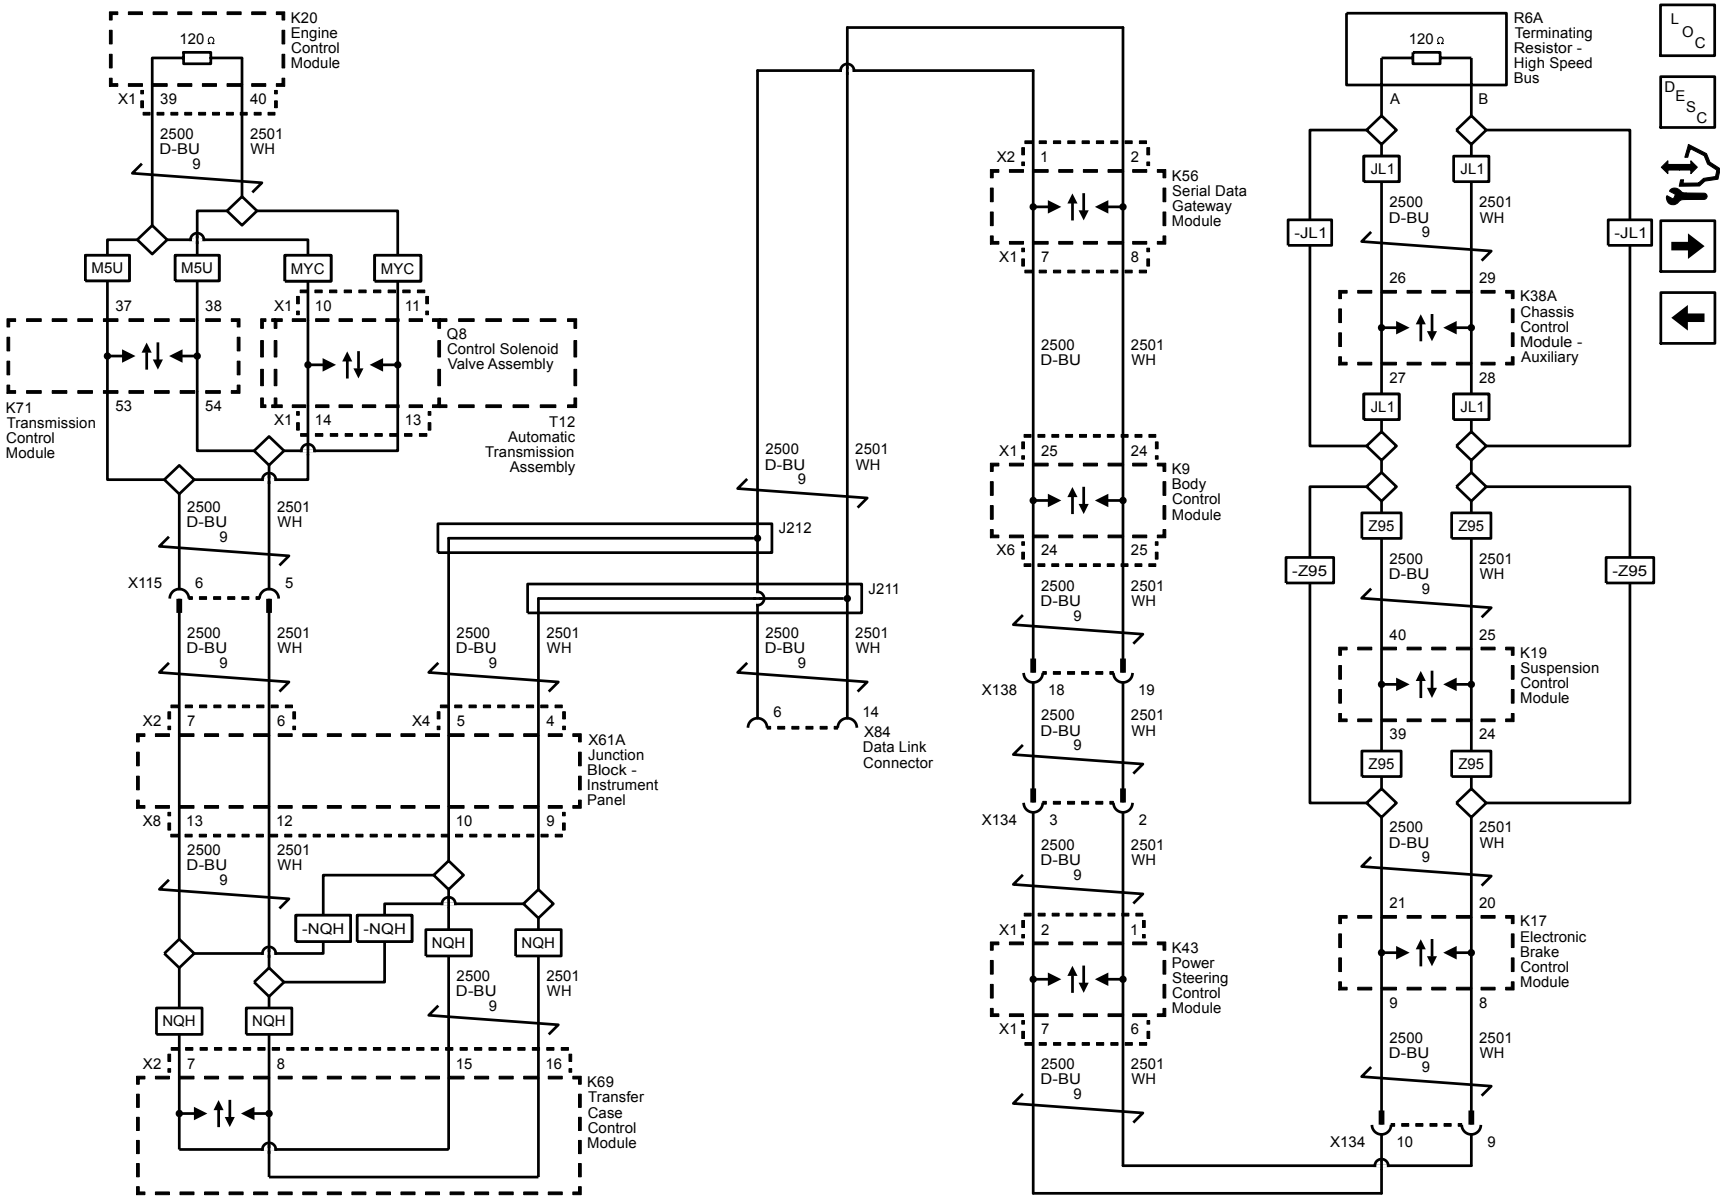 K20
Engine
Control
Module
120 Ω
X1 39 40
2500
D-BU
9
2501
WH
M5U
M5U
MYC
MYC
37 38
X1 10 11
Q8
Control Solenoid
Valve Assembly
K71
Transmission
Control
Module
53 54
X1 14 13
T12
Automatic
Transmission
Assembly
2500
D-BU
9
2501
WH
X115 6 5
2500
D-BU
9
2501
WH
2500
D-BU
9
2501
WH
X2 7 6
X4 5 4
X61A
Junction
Block -
Instrument
Panel
X8 13 12 10 9
2500
D-BU
9
2501
WH
-NQH
-NQH
NQH
NQH
2500
D-BU
9
2501
WH
NQH
NQH
X2 7 8 15 16
K69
Transfer
Case
Control
Module
2500
D-BU
9
2501
WH
J212
J211
2500
D-BU
9
2501
WH
6 14
X84
Data Link
Connector
X2 1 2
K56
Serial Data
Gateway
Module
X1 7 8
2500
D-BU
2501
WH
X1 25 24
K9
Body
Control
Module
X6 24 25
2500
D-BU
9
2501
WH
X138 18 19
2500
D-BU
9
2501
WH
X134 3 2
2500
D-BU
9
2501
WH
X1 2 1
K43
Power
Steering
Control
Module
X1 7 6
2500
D-BU
9
2501
WH
R6A
Terminating
Resistor -
High Speed
Bus
120 Ω
A B
JL1
JL1
2500
D-BU
9
2501
WH
-JL1
-JL1
26 29
K38A
Chassis
Control
Module -
Auxiliary
27 28
JL1
JL1
Z95
Z95
2500
D-BU
9
2501
WH
-Z95
-Z95
40 25
K19
Suspension
Control
Module
39 24
Z95
Z95
2500
D-BU
9
2501
WH
21 20
K17
Electronic
Brake
Control
Module
9 8
2500
D-BU
9
2501
WH
X134 10 9
LOC
DESC